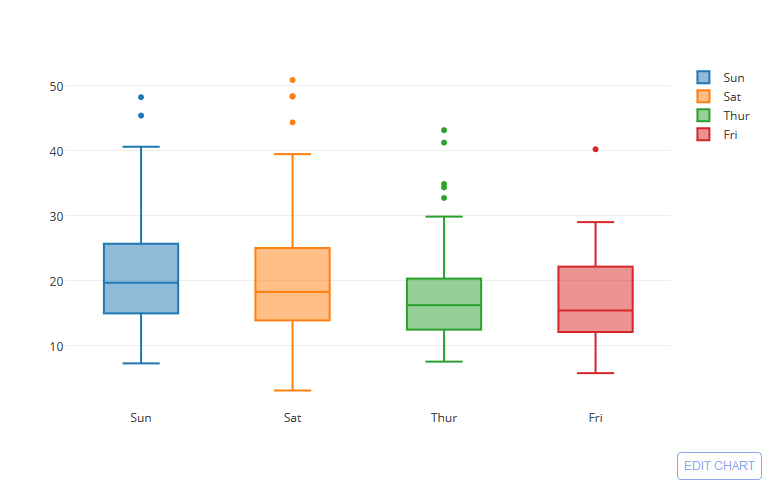 50
40
30
20
10
Sun
Sat
Thur
Fri
Sun
Sat
Thur
Fri
EDIT CHART